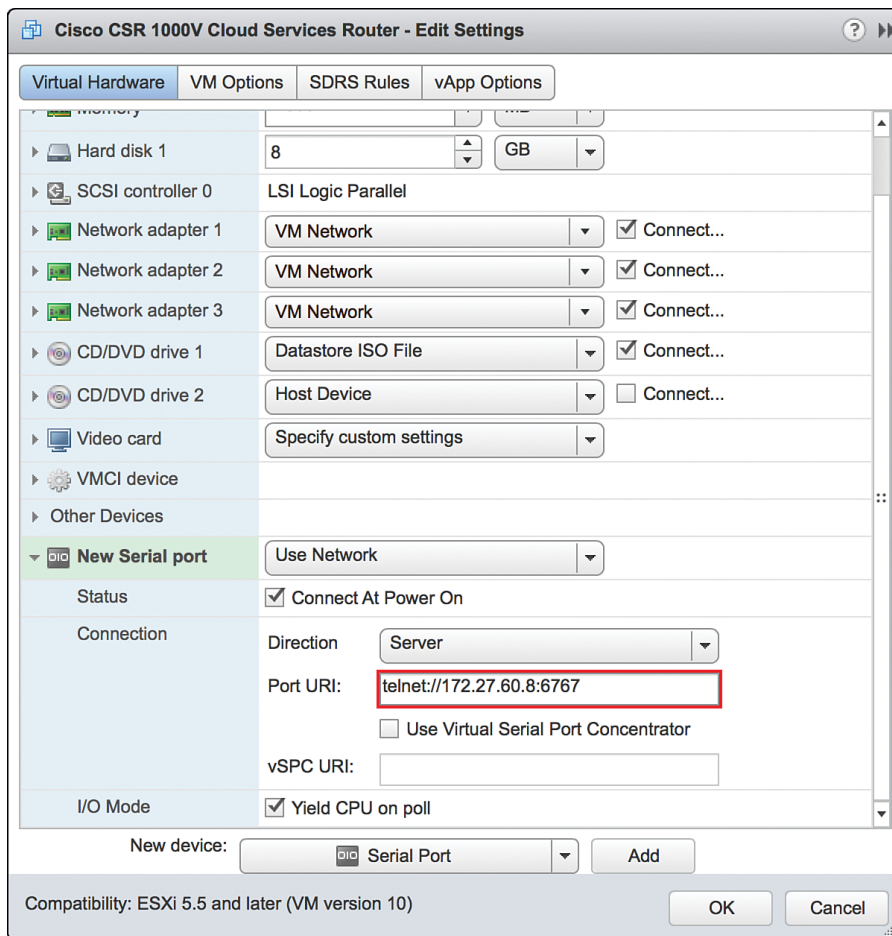 Cisco CSR 1000V Cloud Services Router - Edit Settings ?
Virtual Hardware VM Options SDRS Rules vApp Options
Memory MB
Hard disk 1 8 GB
SCSI controller 0 LSI Logic Parallel
Network adapter 1 VM Network Connect...
Network adapter 2 VM Network Connect...
Network adapter 3 VM Network Connect...
CD/DVD drive 1 Datastore ISO File Connect...
CD/DVD drive 2 Host Device Connect...
Video card Specify custom settings
VMCI device
Other Devices
New Serial port Use Network
Status Connect At Power On
Connection Direction Server
Port URI: telnet://172.27.60.8:6767
Use Virtual Serial Port Concentrator
vSPC URI:
I/O Mode Yield CPU on poll
New device: Serial Port Add
Compatibility: ESXi 5.5 and later (VM version 10) OK Cancel